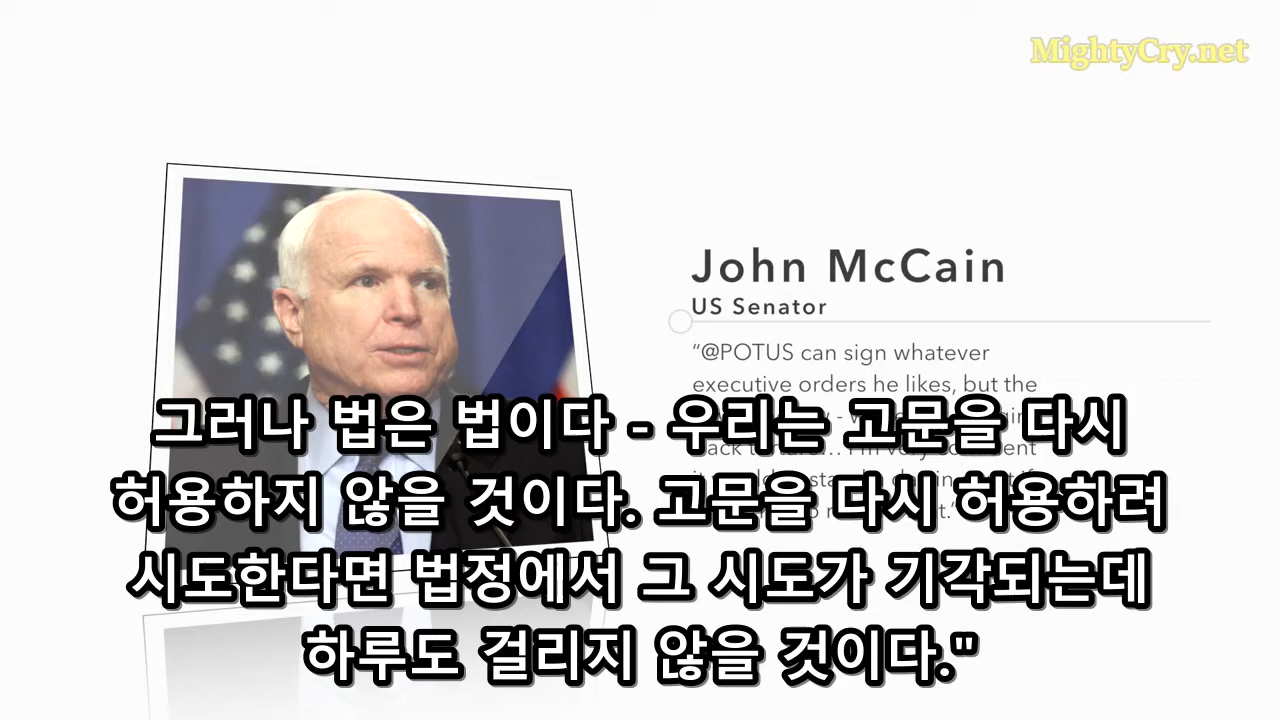 MightyCry.net
John McCain
US Senator
“@POTUS can sign whatever
executive orders he likes, but the
그러나 법은 법이다 - 우리는 고문을 다시
허용하지 않을 것이다. 고문을 다시 허용하려
시도한다면 법정에서 그 시도가 기각되는데
하루도 걸리지 않을 것이다."